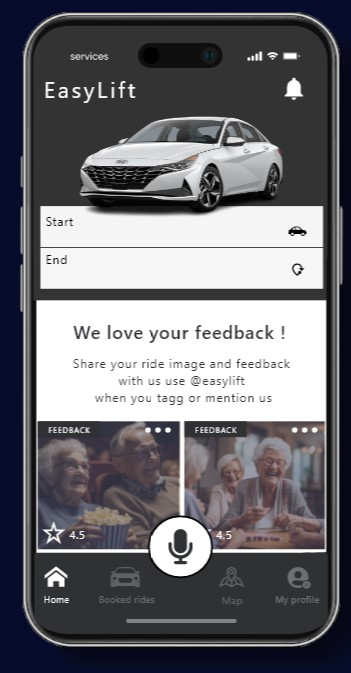 services
EasyLift
Start
End
We love your feedback !
Share your ride image and feedback
with us use @easylift
when you tagg or mention us
FEEDBACK
FEEDBACK
4.5
4.5
Home
Booked rides
Map
My profile